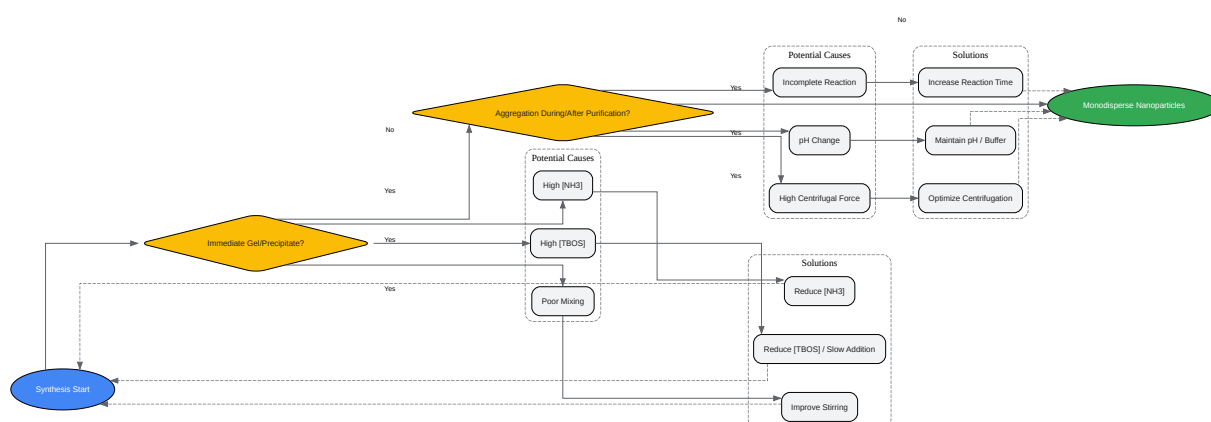 No
Potential Causes
Solutions
Incomplete Reaction
Increase Reaction Time
Yes
Monodisperse Nanoparticles
Aggregation During/After Purification?
No
Yes
pH Change
Maintain pH / Buffer
Potential Causes
Yes
High [NH3]
Yes
High Centrifugal Force
Optimize Centrifugation
Immediate Gel/Precipitate?
Yes
High [TBOS]
Solutions
Yes
Poor Mixing
Reduce [NH3]
Reduce [TBOS] / Slow Addition
Synthesis Start
Improve Stirring